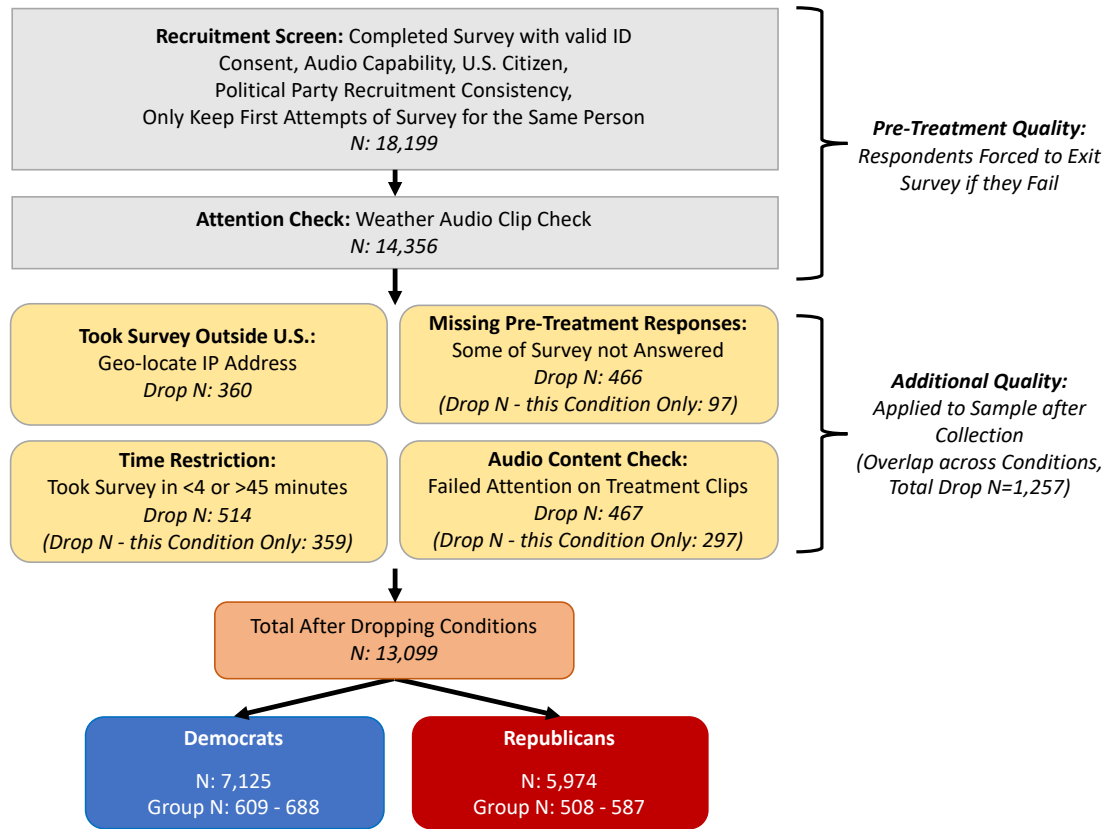 Recruitment Screen: Completed Survey with valid ID
Consent, Audio Capability, U.S. Citizen,
Political Party Recruitment Consistency,
Only Keep First Attempts of Survey for the Same Person
N: 18,199
Pre-Treatment Quality:
Respondents Forced to Exit
Survey if they Fail
Attention Check: Weather Audio Clip Check
N: 14,356
Took Survey Outside U.S.:
Geo-locate IP Address
Drop N: 360
Missing Pre-Treatment Responses:
Some of Survey not Answered
Drop N: 466
(Drop N - this Condition Only: 97)
Time Restriction:
Took Survey in <4 or >45 minutes
Drop N: 514
(Drop N - this Condition Only: 359)
Audio Content Check:
Failed Attention on Treatment Clips
Drop N: 467
(Drop N - this Condition Only: 297)
Additional Quality:
Applied to Sample after
Collection
(Overlap across Conditions,
Total Drop N=1,257)
Total After Dropping Conditions
N: 13,099
Democrats
N: 7,125
Group N: 609 - 688
Republicans
N: 5,974
Group N: 508 - 587